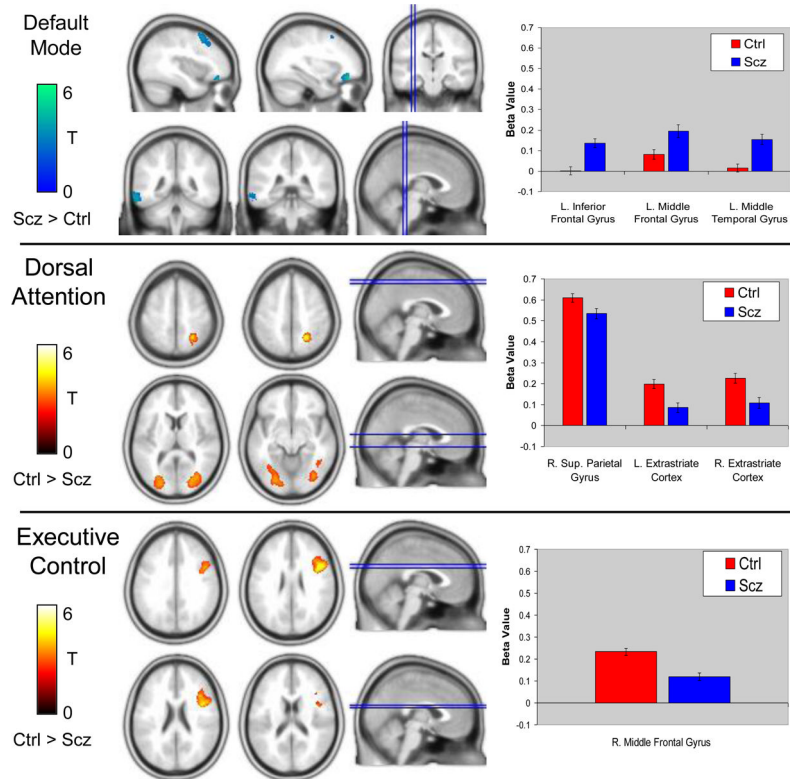 Default
Mode
6
T
0
Scz > Ctrl
0.7
0.6
0.5
0.4
0.3
0.2
0.1
0
-0.1
Beta Value
Ctrl
Scz
L. Inferior
Frontal Gyrus
L. Middle
Frontal Gyrus
L. Middle
Temporal Gyrus
Dorsal
Attention
6
T
0
Ctrl > Scz
0.7
0.6
0.5
0.4
0.3
0.2
0.1
0
-0.1
Beta Value
Ctrl
Scz
R. Sup. Parietal
Gyrus
L. Extrastriate
Cortex
R. Extrastriate
Cortex
Executive
Control
6
T
0
Ctrl > Scz
0.7
0.6
0.5
0.4
0.3
0.2
0.1
0
-0.1
Beta Value
Ctrl
Scz
R. Middle Frontal Gyrus